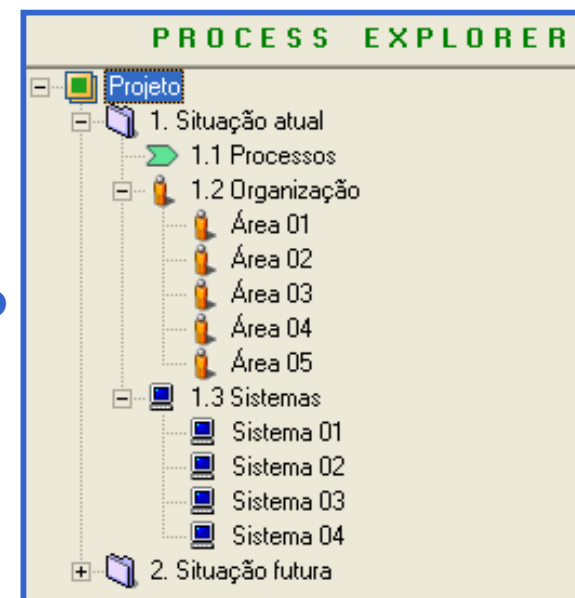 PROCESS EXPLORER
Projeto
1. Situação atual
1.1 Processos
1.2 Organização
Área 01
Área 02
Área 03
Área 04
Área 05
1.3 Sistemas
Sistema 01
Sistema 02
Sistema 03
Sistema 04
2. Situação futura